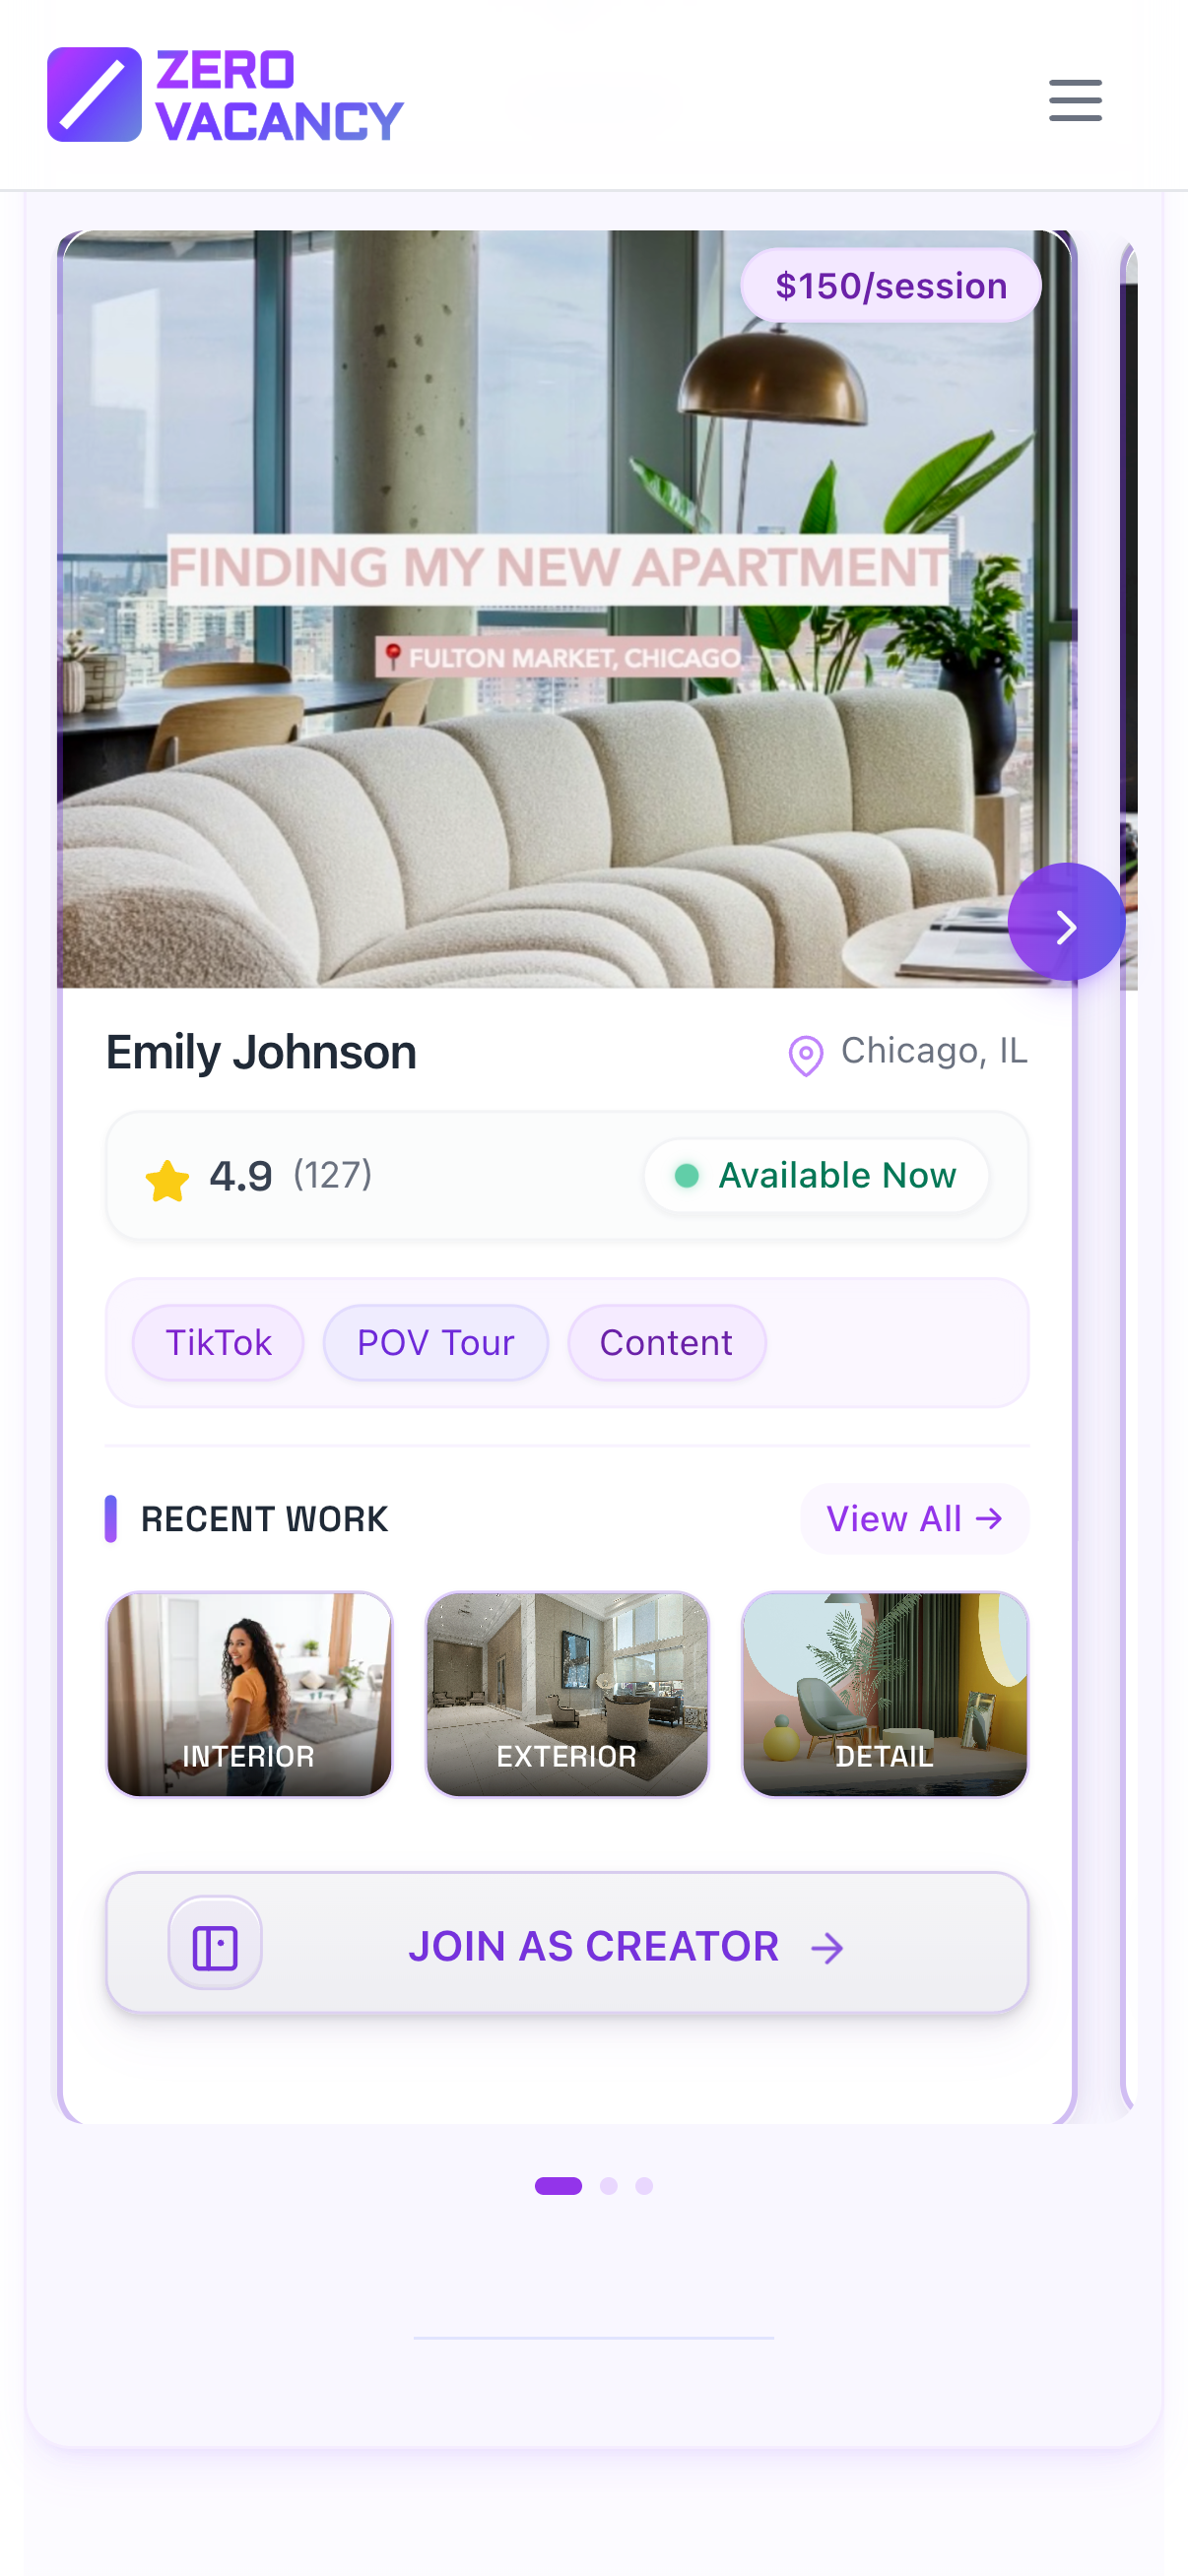 ZERO
VACANCY
$150/session
FINDING MY NEW APARTMENT
📍FULTON MARKET, CHICAGO
Emily Johnson
Chicago, IL
4.9 (127)
Available Now
TikTok
POV Tour
Content
RECENT WORK
View All →
INTERIOR
EXTERIOR
DETAIL
JOIN AS CREATOR →